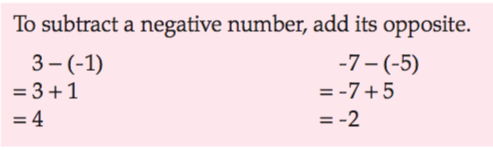 To subtract a negative number, add its opposite.
3 – (-1) -7 – (-5)
= 3 + 1 = -7 + 5
= 4 = -2